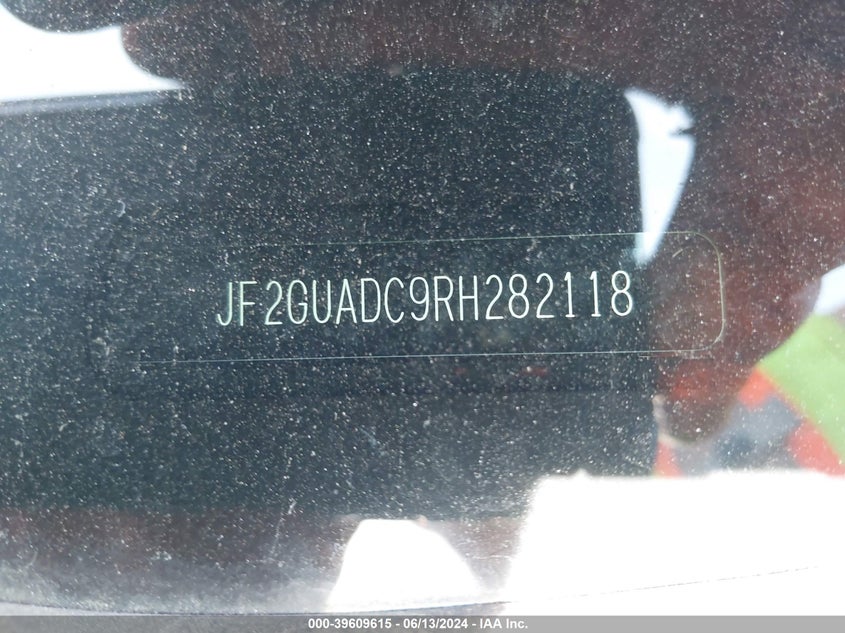 JF2GUADC9RH282118
000-39609615 - 06/13/2024 - IAA Inc.